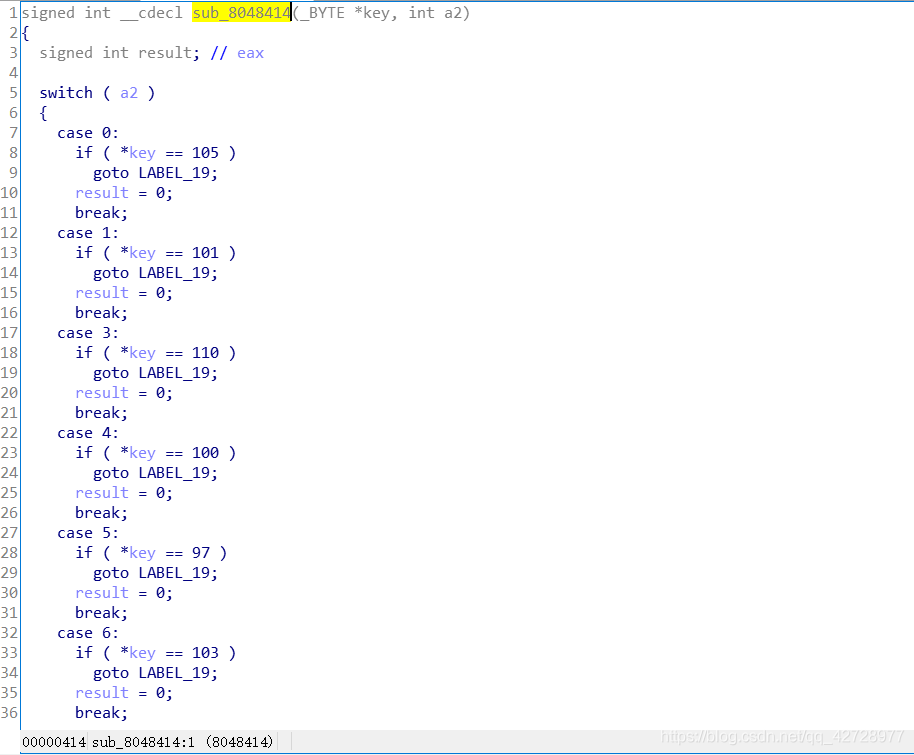 1 signed int __cdecl sub_8048414(_BYTE *key, int a2)
2 {
3 signed int result; // eax
4
5 switch ( a2 )
6 {
7 case 0:
8 if ( *key == 105 )
9 goto LABEL_19;
10 result = 0;
11 break;
12 case 1:
13 if ( *key == 101 )
14 goto LABEL_19;
15 result = 0;
16 break;
17 case 3:
18 if ( *key == 110 )
19 goto LABEL_19;
20 result = 0;
21 break;
22 case 4:
23 if ( *key == 100 )
24 goto LABEL_19;
25 result = 0;
26 break;
27 case 5:
28 if ( *key == 97 )
29 goto LABEL_19;
30 result = 0;
31 break;
32 case 6:
33 if ( *key == 103 )
34 goto LABEL_19;
35 result = 0;
36 break;
00000414 sub_8048414:1 (8048414)
https://blog.csdn.net/qq_42728977